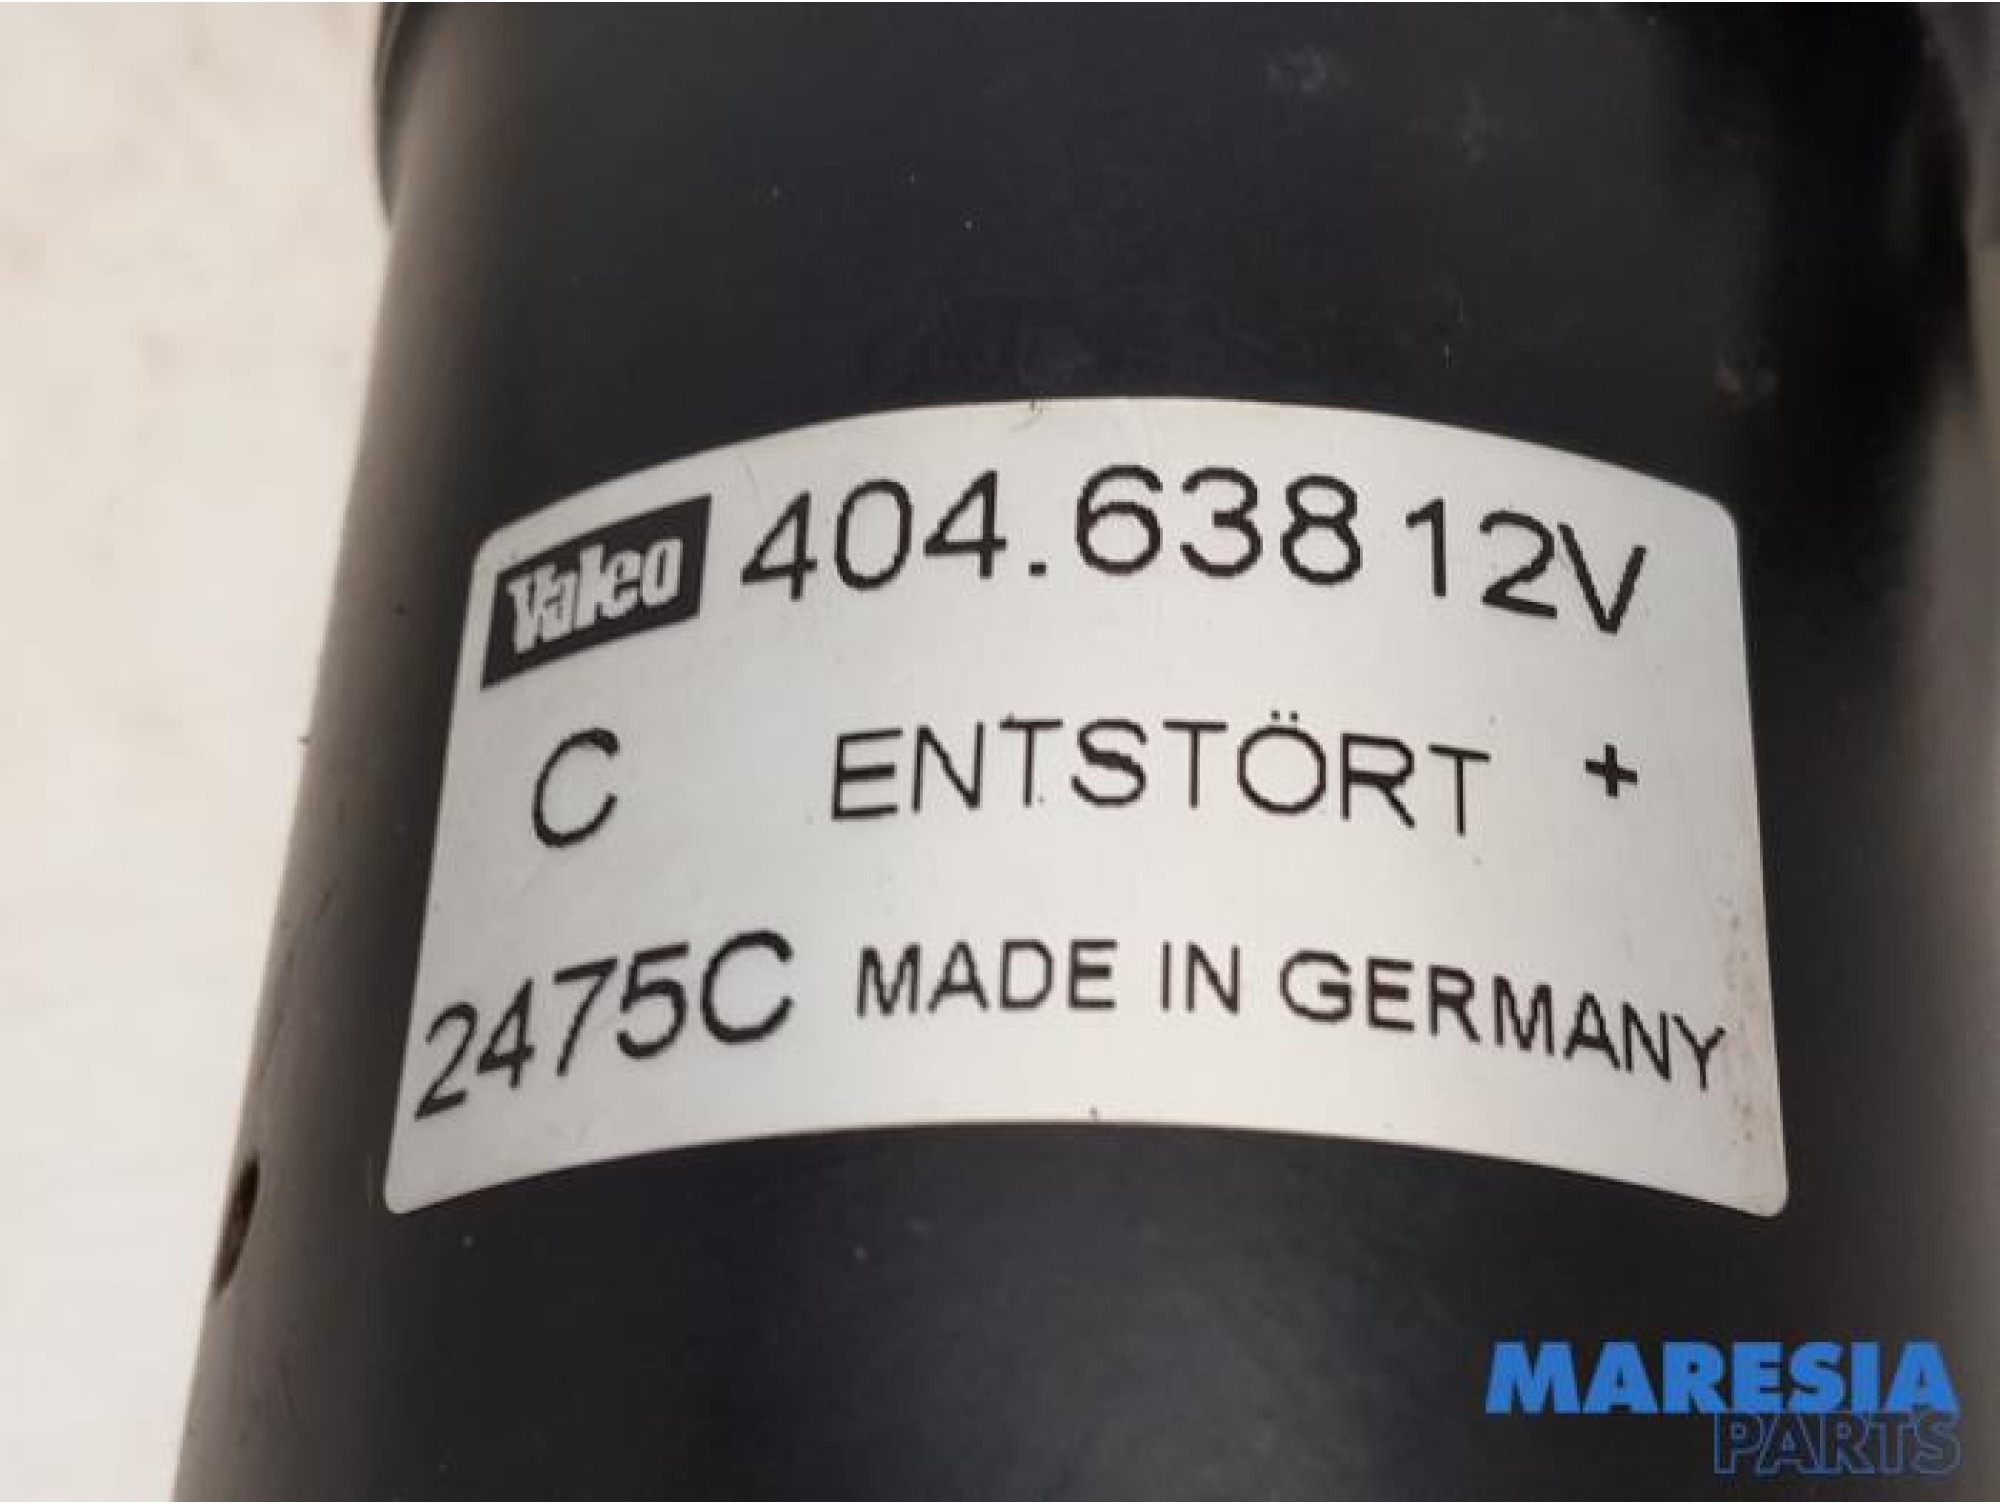 Valeo 404.638 12V
C ENTSTÖRT +
2475C MADE IN GERMANY
MARESIA
PARTS